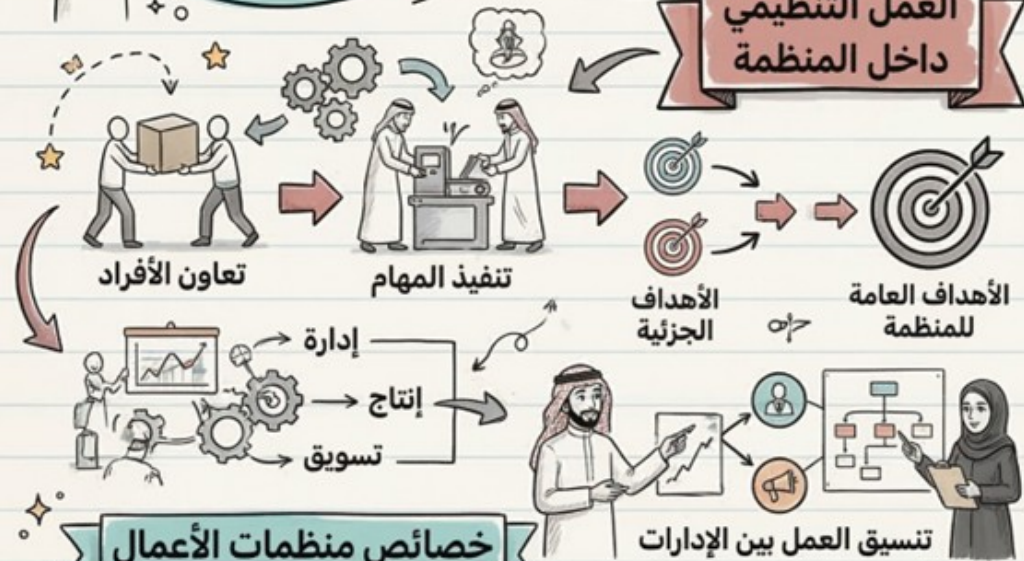 العمل التنظيمي
داخل المنظمة
تعاون الأفراد
تنفيذ المهام
الأهداف
الجزئية
الأهداف العامة
للمنظمة
إدارة
إنتاج
تسويق
تنسيق العمل بين الإدارات
خصائص منظمات الأعمال